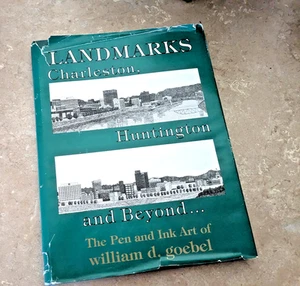 LANDMARKS
Charleston,
Huntington
and Beyond...
The Pen and Ink Art of
william d. goebel